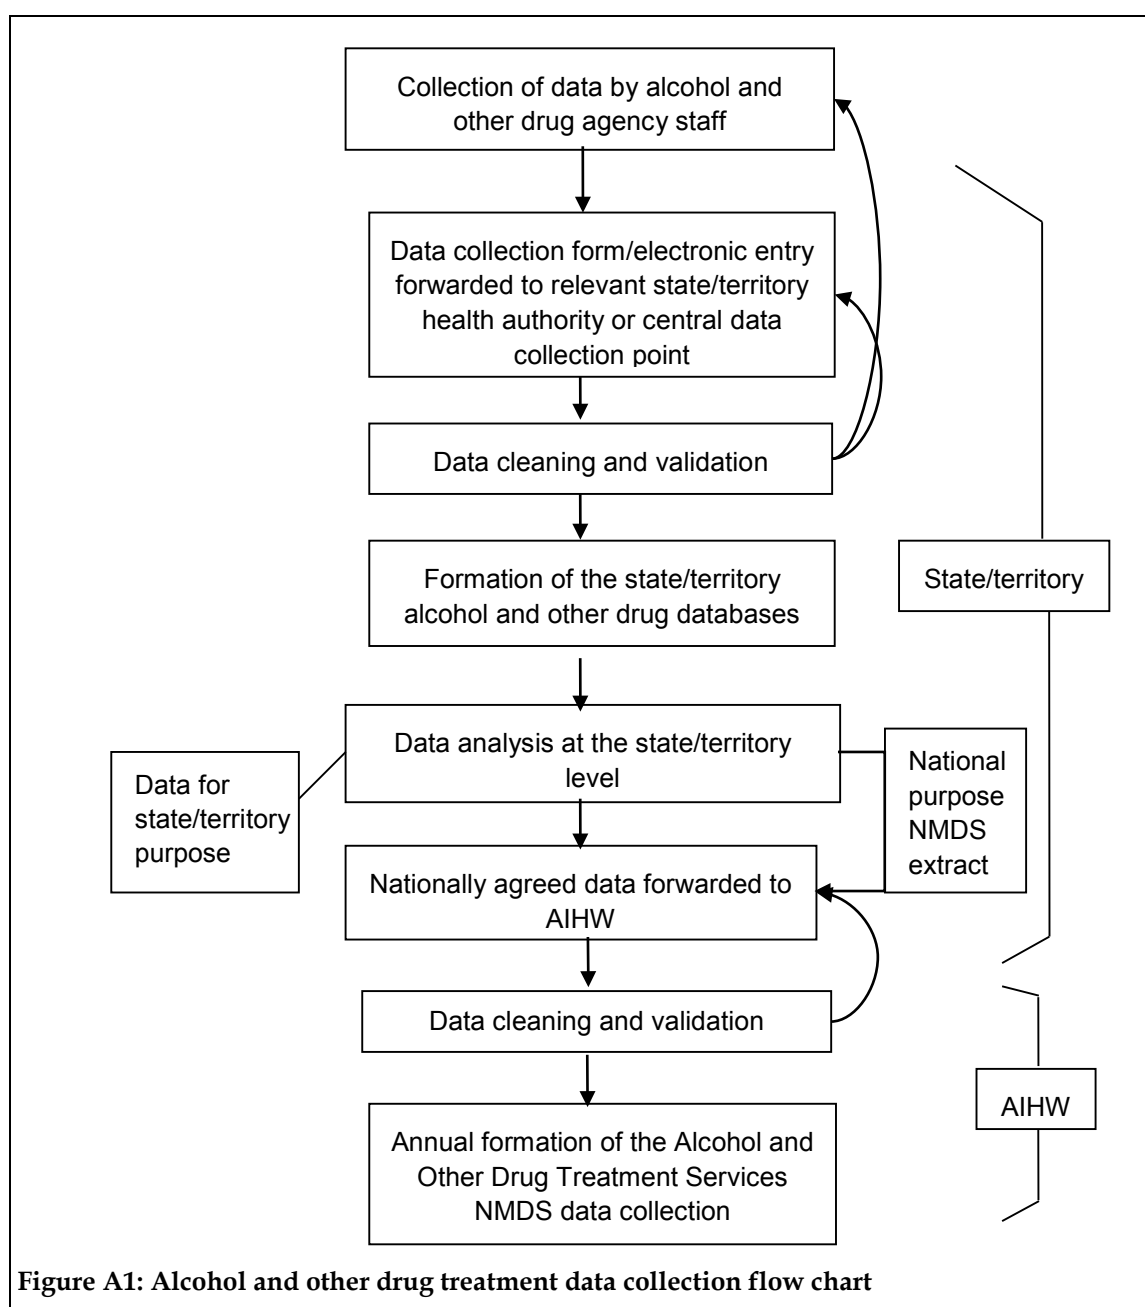 Collection of data by alcohol and
other drug agency staff
Data collection form/electronic entry
forwarded to relevant state/territory
health authority or central data
collection point
Data cleaning and validation
Formation of the state/territory
alcohol and other drug databases
State/territory
Data analysis at the state/territory
level
Data for
state/territory
purpose
National
purpose
NMDS
extract
Nationally agreed data forwarded to
AIHW
Data cleaning and validation
AIHW
Annual formation of the Alcohol and
Other Drug Treatment Services
NMDS data collection
Figure A1: Alcohol and other drug treatment data collection flow chart